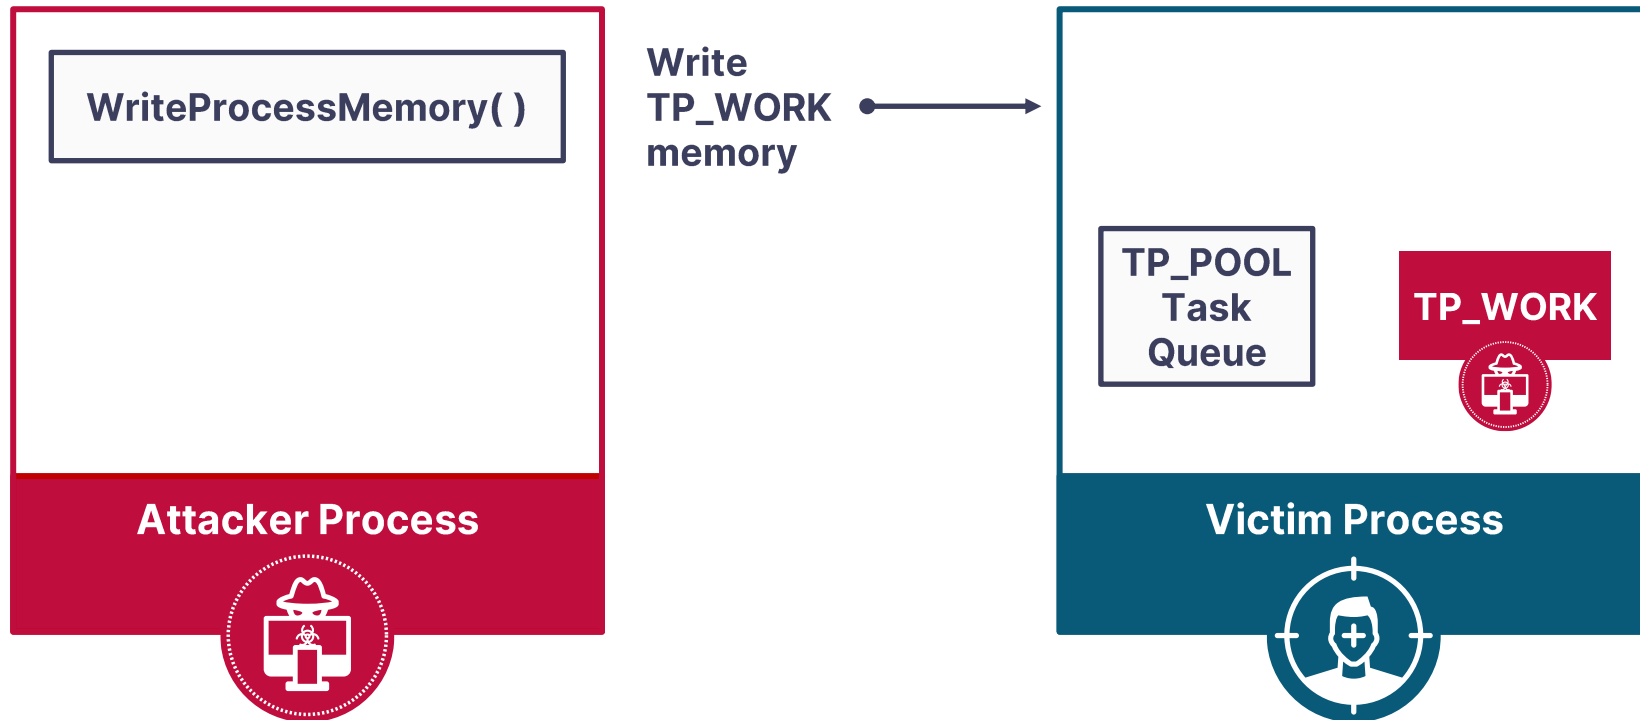 WriteProcessMemory( )
Write
TP_WORK
memory
TP_POOL
Task
Queue
TP_WORK
Attacker Process
Victim Process